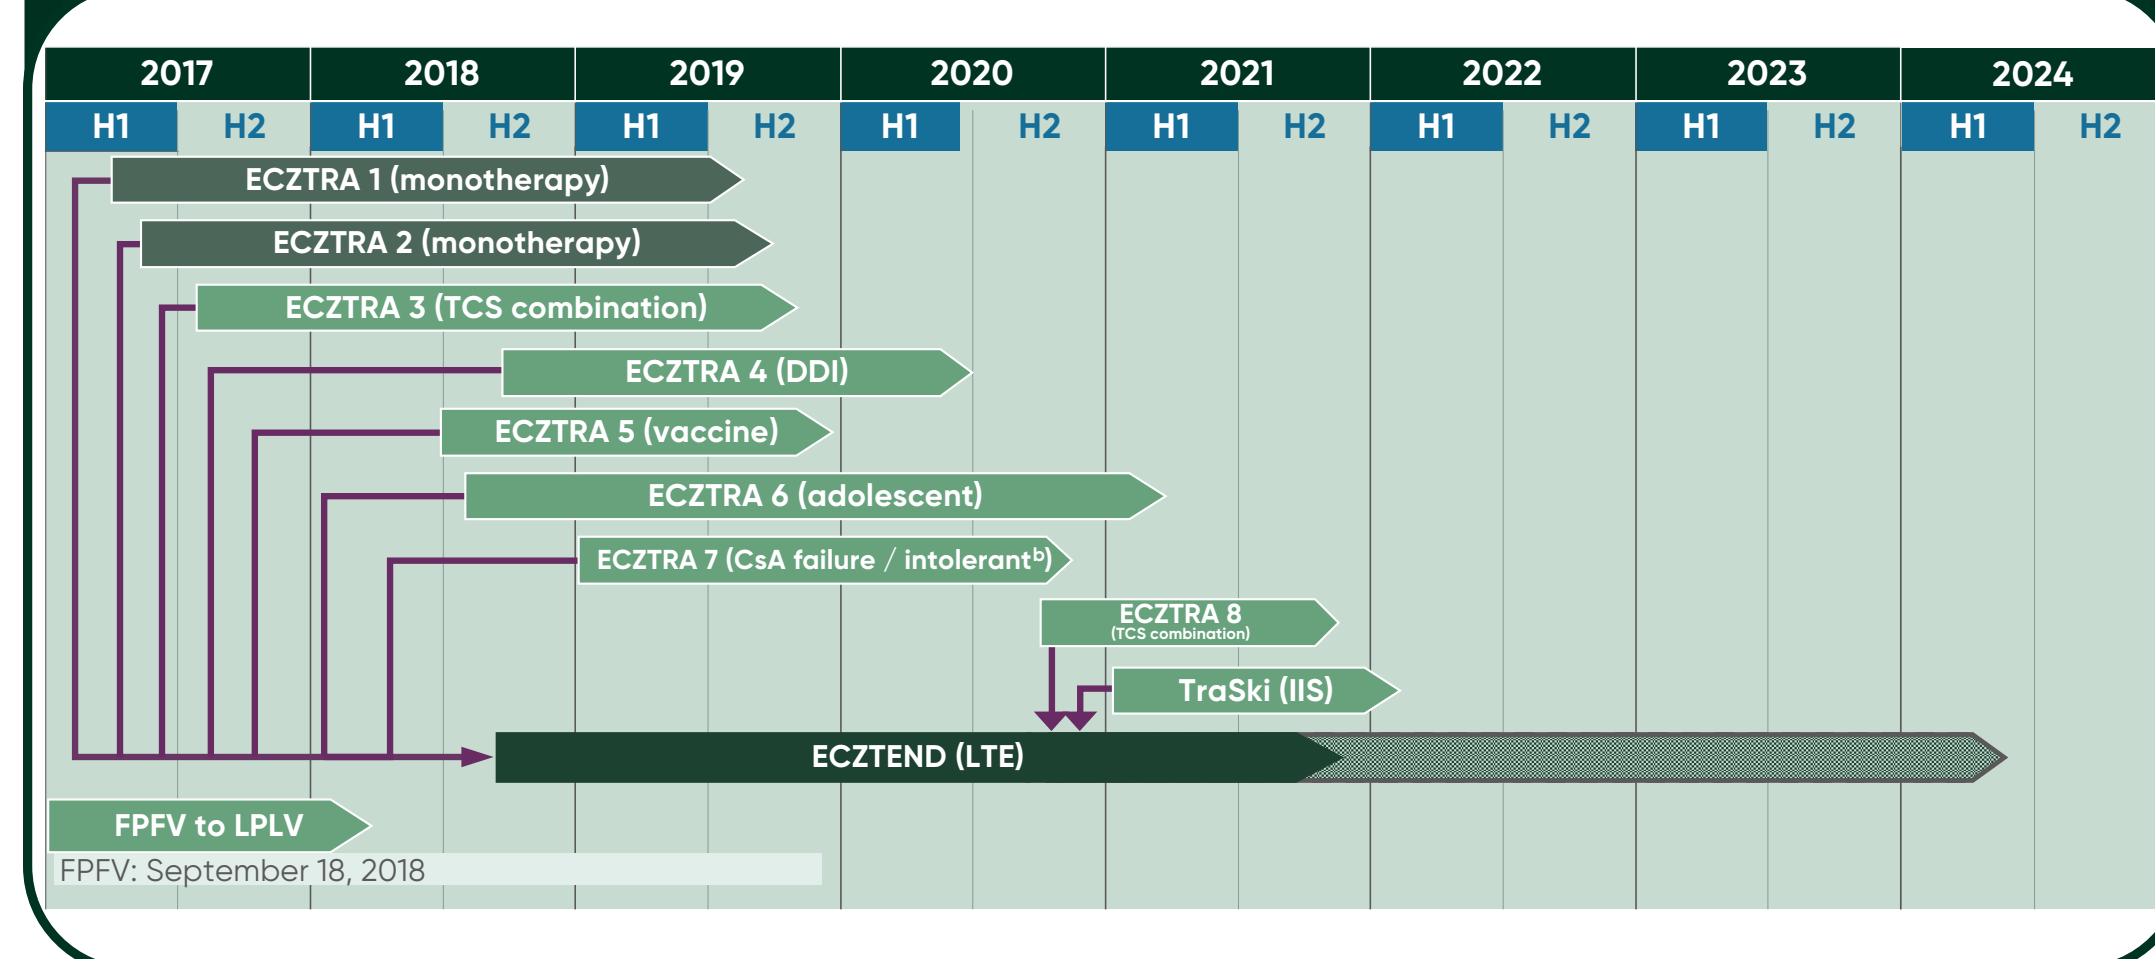 2017 2018 2019 2020 2021 2022 2023 2024
H1 H2 H1 H2 H1 H2 H1 H2 H1 H2 H1 H2 H1 H2 H1 H2
ECZTRA 1 (monotherapy)
ECZTRA 2 (monotherapy)
ECZTRA 3 (TCS combination)
ECZTRA 4 (DDI)
ECZTRA 5 (vaccine)
ECZTRA 6 (adolescent)
ECZTRA 7 (CsA failure / intolerantᵇ)
ECZTRA 8
(TCS combination)
TraSki (IIS)
ECZTEND (LTE)
FPFV to LPLV
FPFV: September 18, 2018